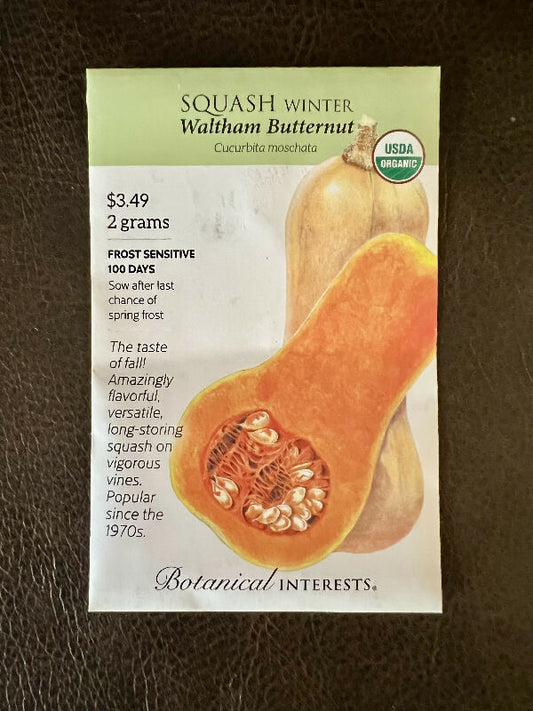 SQUASH WINTER
Waltham Butternut
Cucurbita moschata
USDA
ORGANIC
$3.49
2 grams
FROST SENSITIVE
100 DAYS
Sow after last
chance of
spring frost
The taste
of fall!
Amazingly
flavorful,
versatile,
long-storing
squash on
vigorous
vines.
Popular
since the
1970s.
Botanical INTERESTS®